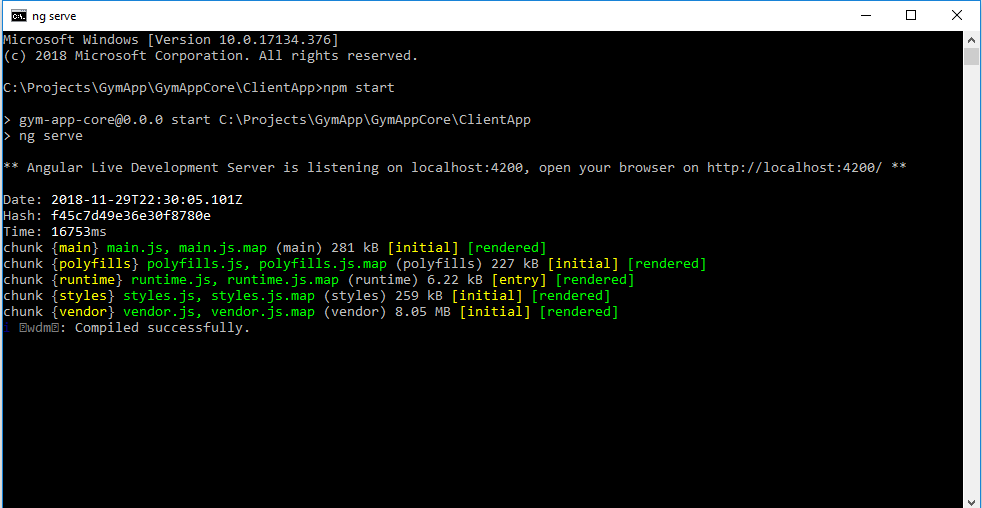 ng serve
Microsoft Windows [Version 10.0.17134.376]
(c) 2018 Microsoft Corporation. All rights reserved.
C:\Projects\GymApp\GymAppCore\ClientApp>npm start
> gym-app-core@0.0.0 start C:\Projects\GymApp\GymAppCore\ClientApp
> ng serve
** Angular Live Development Server is listening on localhost:4200, open your browser on http://localhost:4200/ **
Date: 2018-11-29T22:30:05.101Z
Hash: f45c7d49e36e30f8780e
Time: 16753ms
chunk {main} main.js, main.js.map (main) 281 kB [initial] [rendered]
chunk {polyfills} polyfills.js, polyfills.js.map (polyfills) 227 kB [initial] [rendered]
chunk {runtime} runtime.js, runtime.js.map (runtime) 6.22 kB [entry] [rendered]
chunk {styles} styles.js, styles.js.map (styles) 259 kB [initial] [rendered]
chunk {vendor} vendor.js, vendor.js.map (vendor) 8.05 MB [initial] [rendered]
wdm: Compiled successfully.